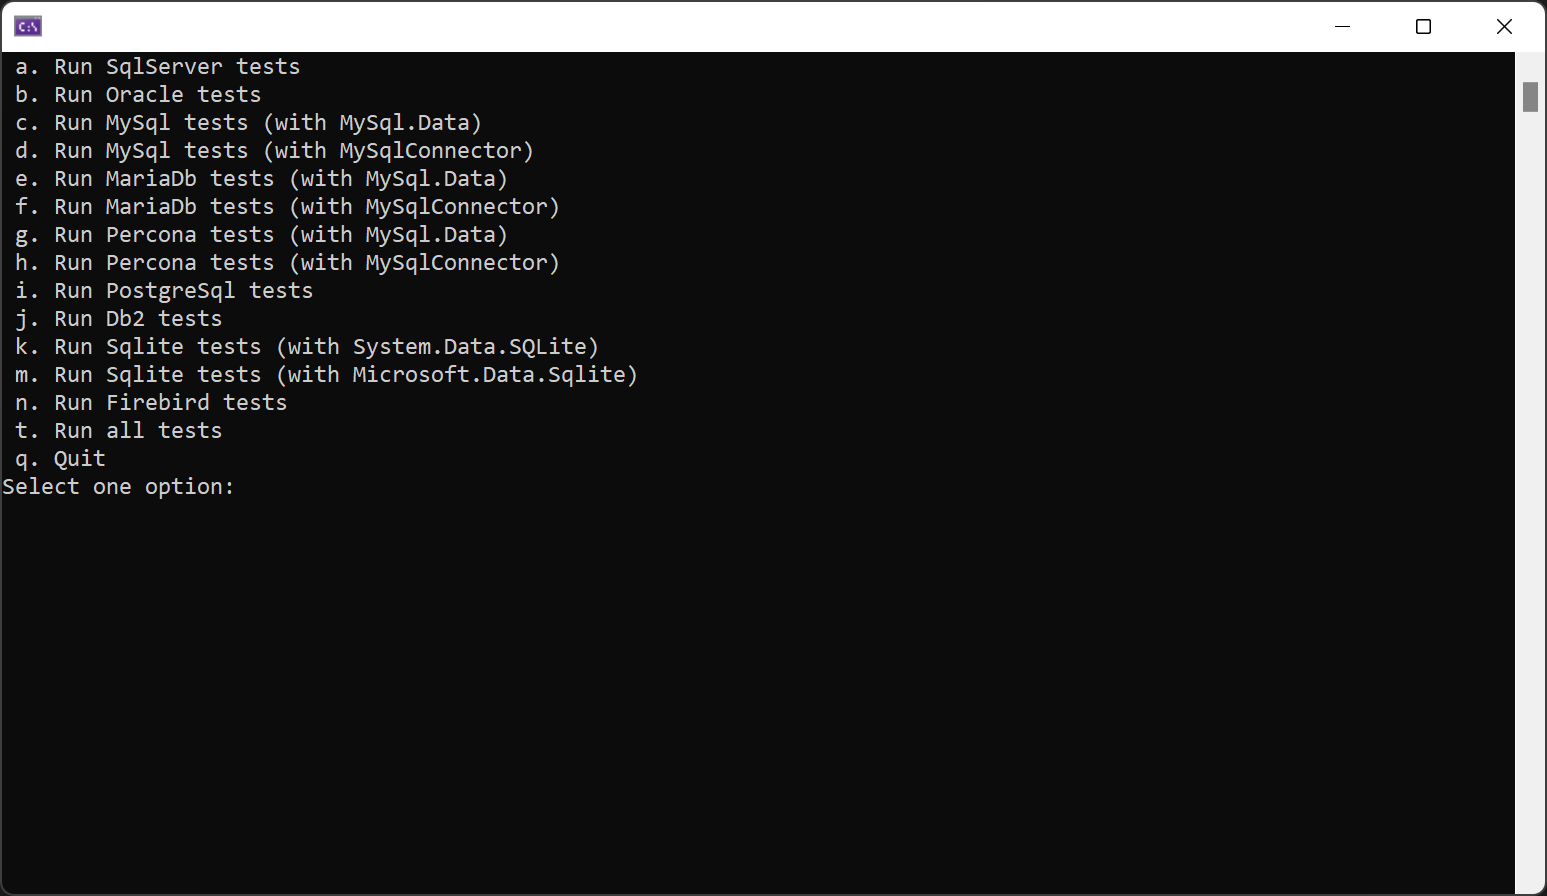 C:\
a. Run SqlServer tests
b. Run Oracle tests
c. Run MySql tests (with MySql.Data)
d. Run MySql tests (with MySqlConnector)
e. Run MariaDb tests (with MySql.Data)
f. Run MariaDb tests (with MySqlConnector)
g. Run Percona tests (with MySql.Data)
h. Run Percona tests (with MySqlConnector)
i. Run PostgreSql tests
j. Run Db2 tests
k. Run Sqlite tests (with System.Data.SQLite)
m. Run Sqlite tests (with Microsoft.Data.Sqlite)
n. Run Firebird tests
t. Run all tests
q. Quit
Select one option: